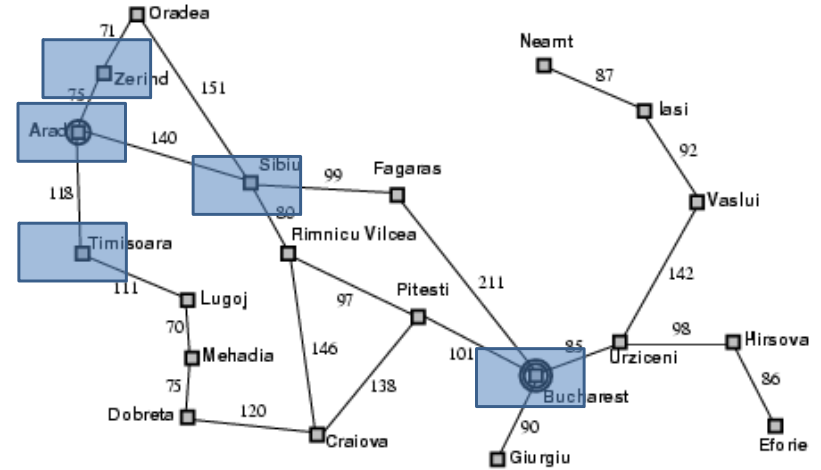 Oradea
71
Neamt
Zerind
87
75
151
Iasi
Arad
140
92
Sibiu
Fagaras
99
118
80
Vaslui
Timisoara
Rimnicu Vilcea
142
111
211
Lugoj
97
Pitesti
70
98
Hirsova
146
101
85
Mehadia
Urziceni
86
75
138
Bucharest
Dobreta
120
90
Craiova
Eforie
Giurgiu